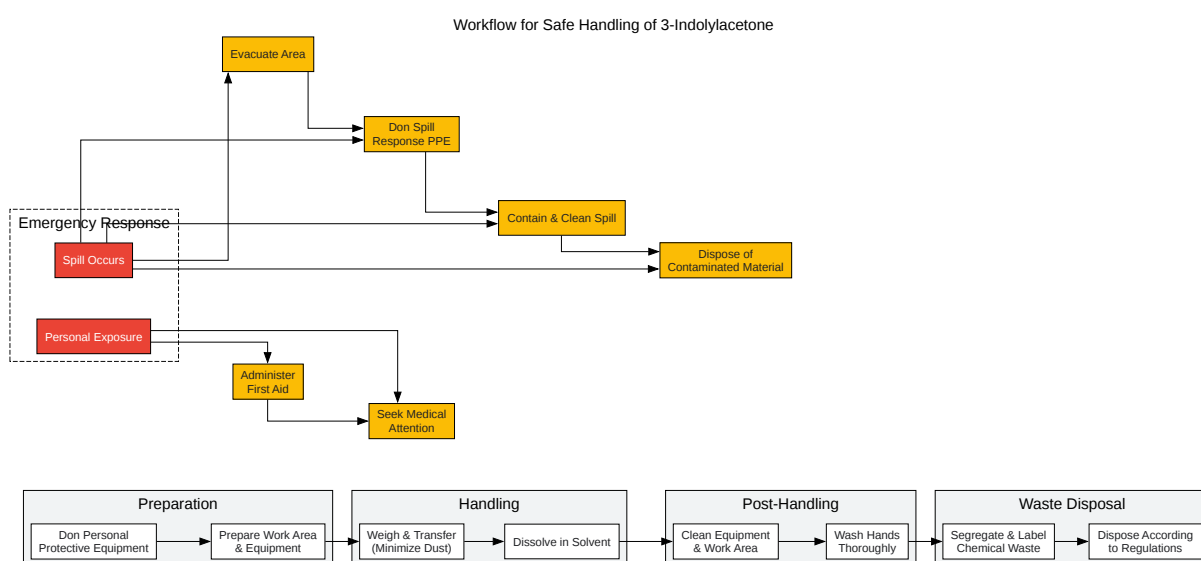 Workflow for Safe Handling of 3-Indolylacetone
Evacuate Area
Don Spill
Response PPE
Emergency Response
Contain & Clean Spill
Spill Occurs
Dispose of
Contaminated Material
Personal Exposure
Administer
First Aid
Seek Medical
Attention
Preparation
Don Personal
Protective Equipment
Prepare Work Area
& Equipment
Handling
Weigh & Transfer
(Minimize Dust)
Dissolve in Solvent
Post-Handling
Clean Equipment
& Work Area
Wash Hands
Thoroughly
Waste Disposal
Segregate & Label
Chemical Waste
Dispose According
to Regulations